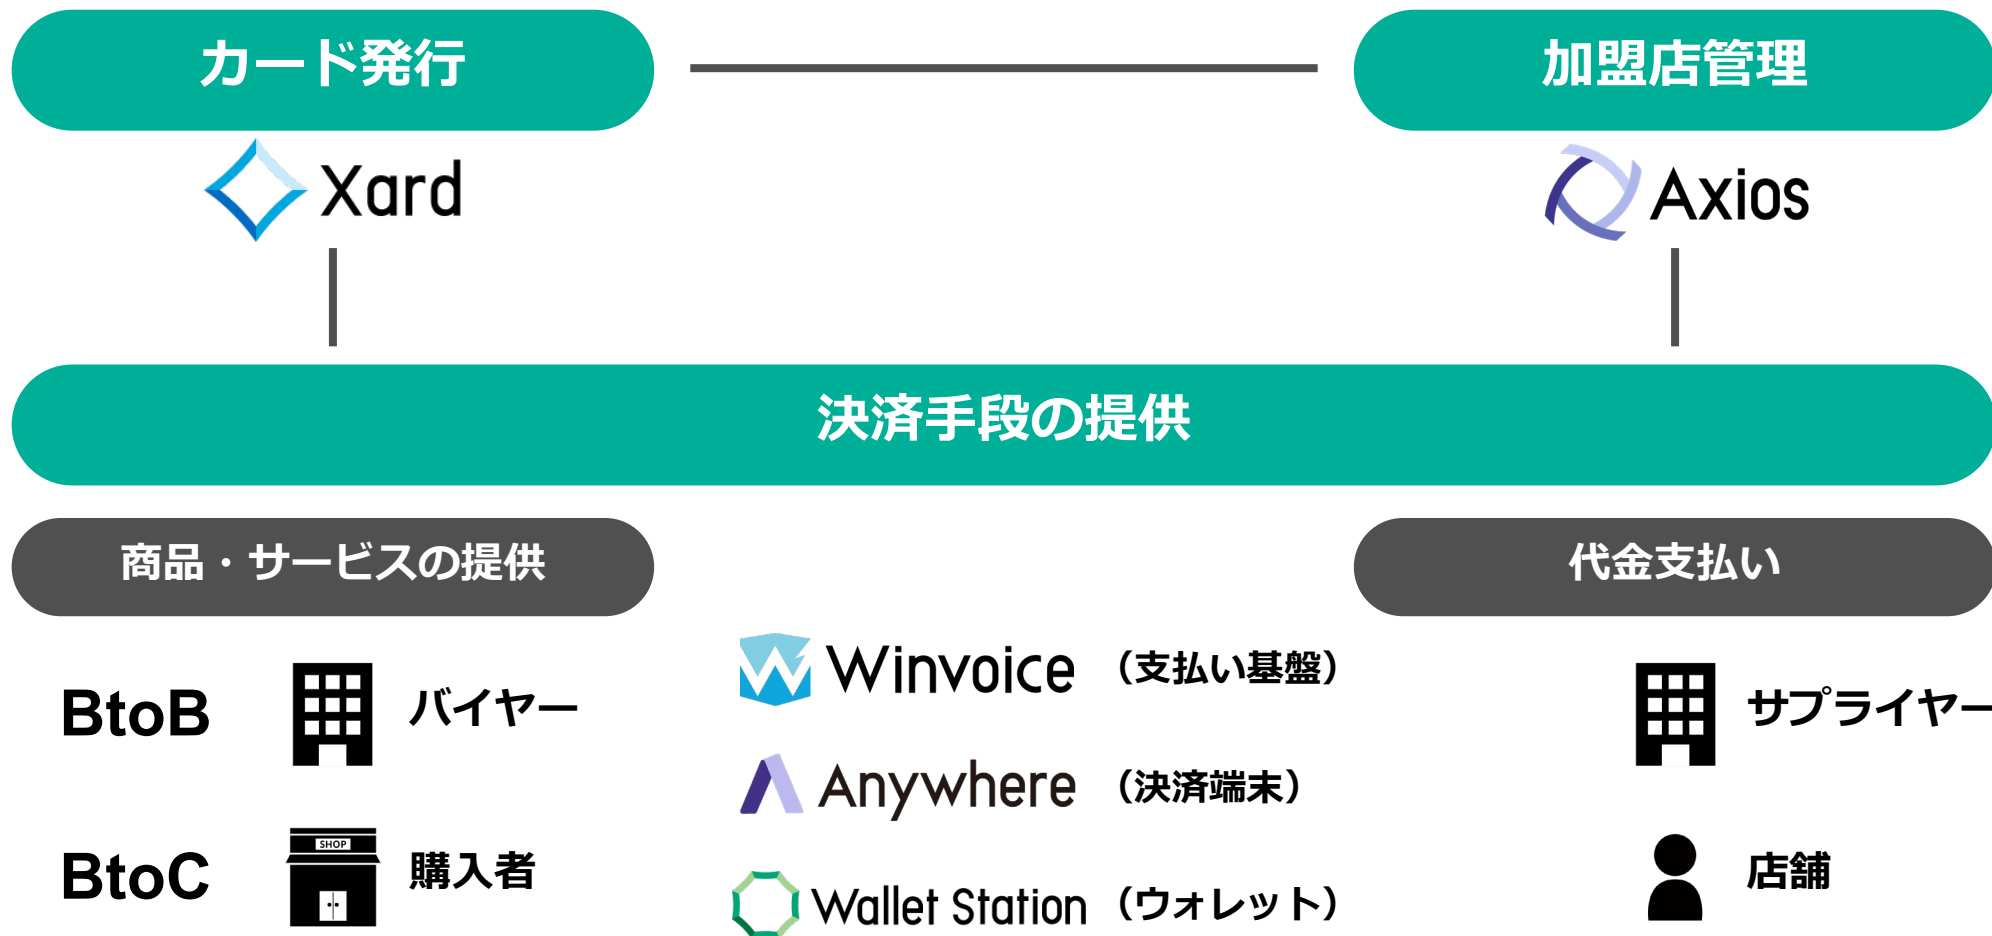 カード発行
加盟店管理
Xard
Axios
決済手段の提供
商品・サービスの提供
代金支払い
Winvoice （支払い基盤）
BtoB バイヤー
サプライヤー
Anywhere （決済端末）
SHOP
BtoC 購入者
店舗
Wallet Station （ウォレット）